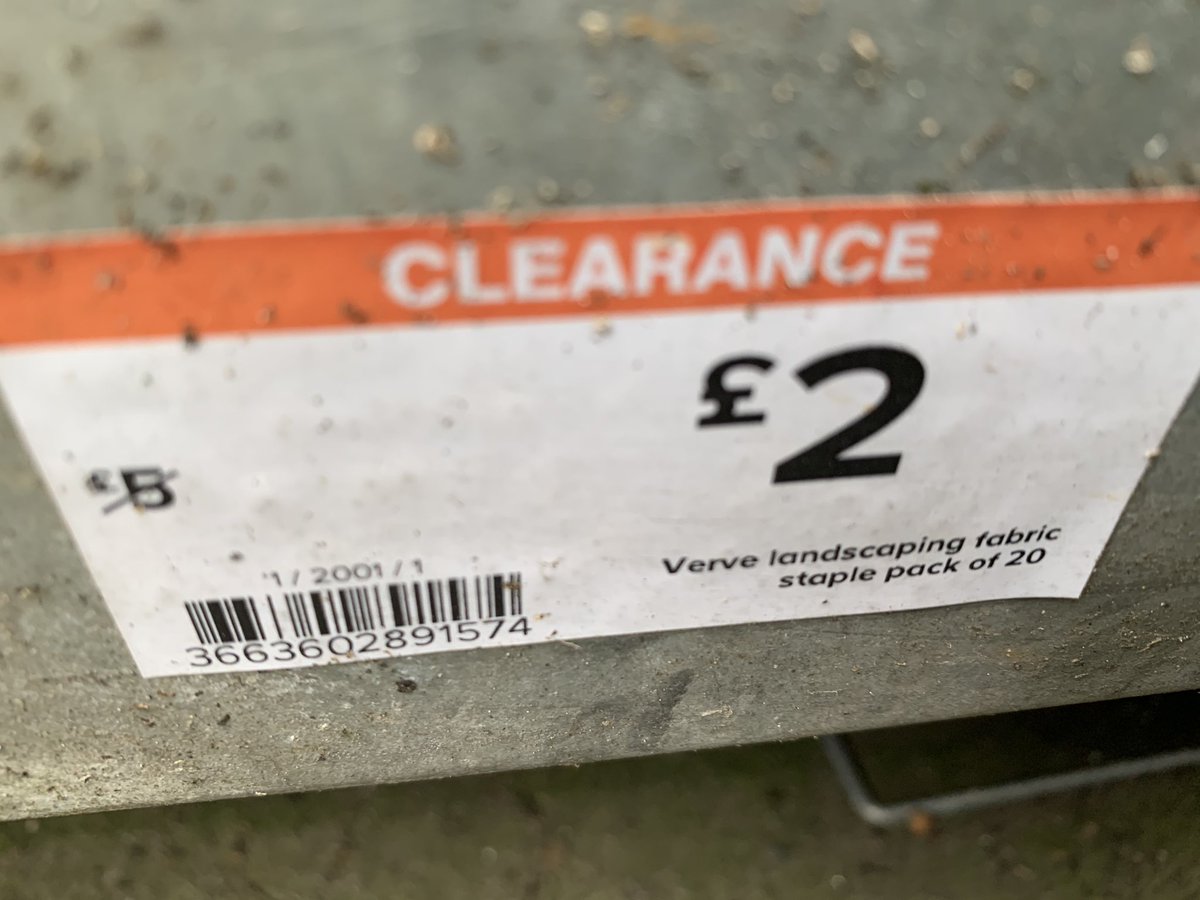 CLEARANCE
£2
£5
1 / 2001 / 1
3663602891574
Verve landscaping fabric
staple pack of 20